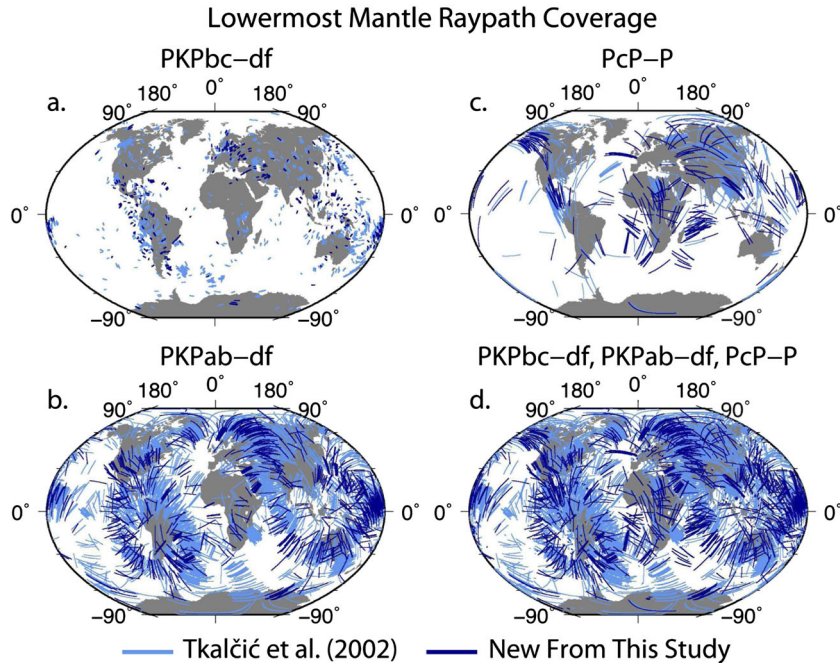 Lowermost Mantle Raypath Coverage
PKPbc–df
PcP–P
a.
180° 0° 180°
90° 90°
0° 0°
–90° –90°
c.
180° 0° 180°
90° 90°
0° 0°
–90° –90°
PKPab–df
PKPbc–df, PKPab–df, PcP–P
b.
180° 0° 180°
90° 90°
0° 0°
–90° –90°
d.
180° 0° 180°
90° 90°
0° 0°
–90° –90°
Tkalčić et al. (2002)
New From This Study